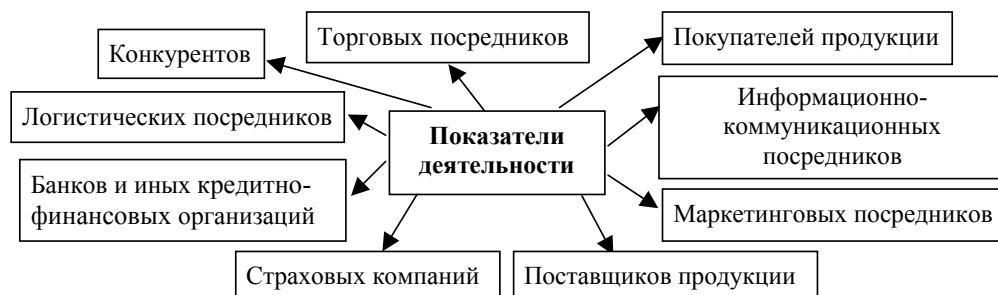 Торговых посредников
Покупателей продукции
Конкурентов
Логистических посредников
Показатели
деятельности
Информационно-
коммуникационных
посредников
Банков и иных кредитно-
финансовых организаций
Маркетинговых посредников
Страховых компаний
Поставщиков продукции